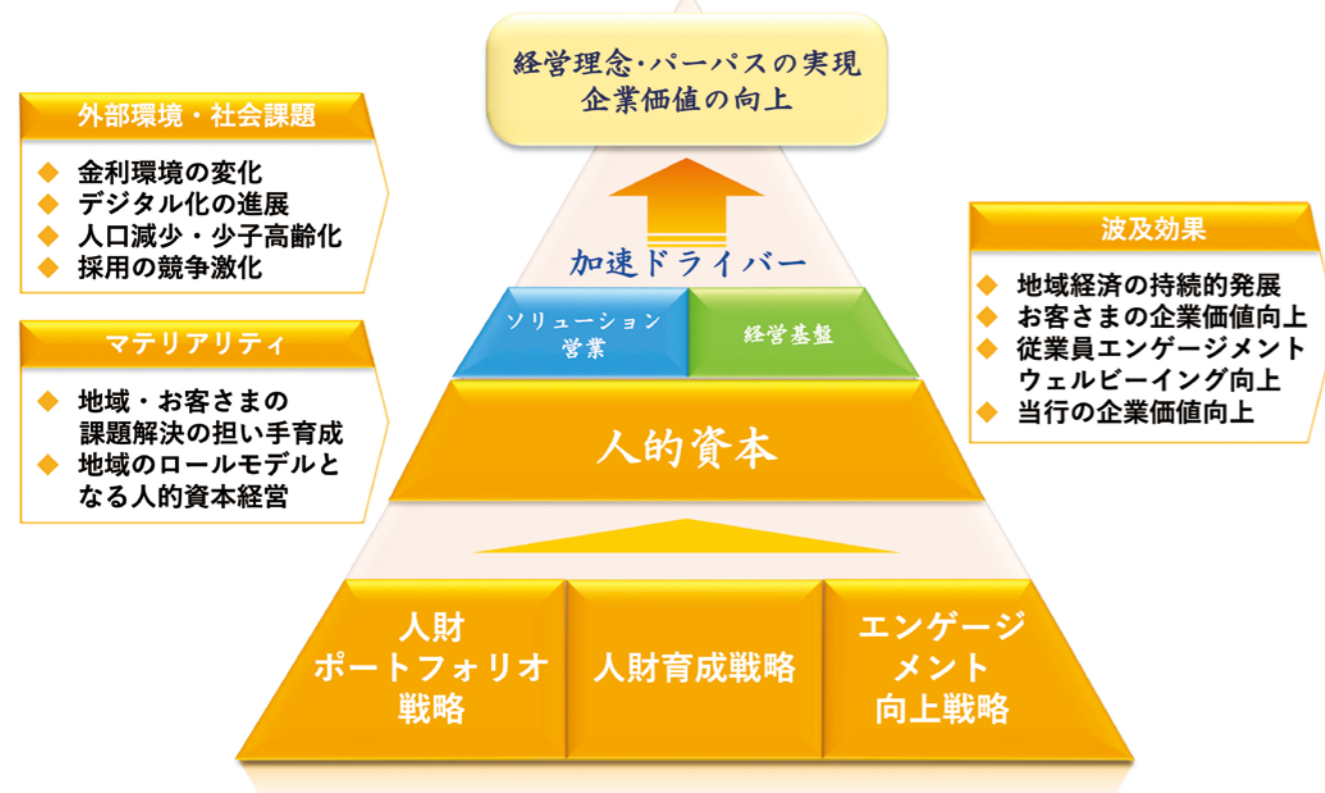 経営理念・パーパスの実現
企業価値の向上
外部環境・社会課題
◆ 金利環境の変化
◆ デジタル化の進展
◆ 人口減少・少子高齢化
◆ 採用の競争激化
マテリアリティ
◆ 地域・お客さまの
課題解決の担い手育成
◆ 地域のロールモデルと
なる人的資本経営
加速ドライバー
ソリューション
営業
経営基盤
人的資本
人財
ポートフォリオ
戦略
人財育成戦略
エンゲージ
メント
向上戦略
波及効果
◆ 地域経済の持続的発展
◆ お客さまの企業価値向上
◆ 従業員エンゲージメント
ウェルビーイング向上
◆ 当行の企業価値向上